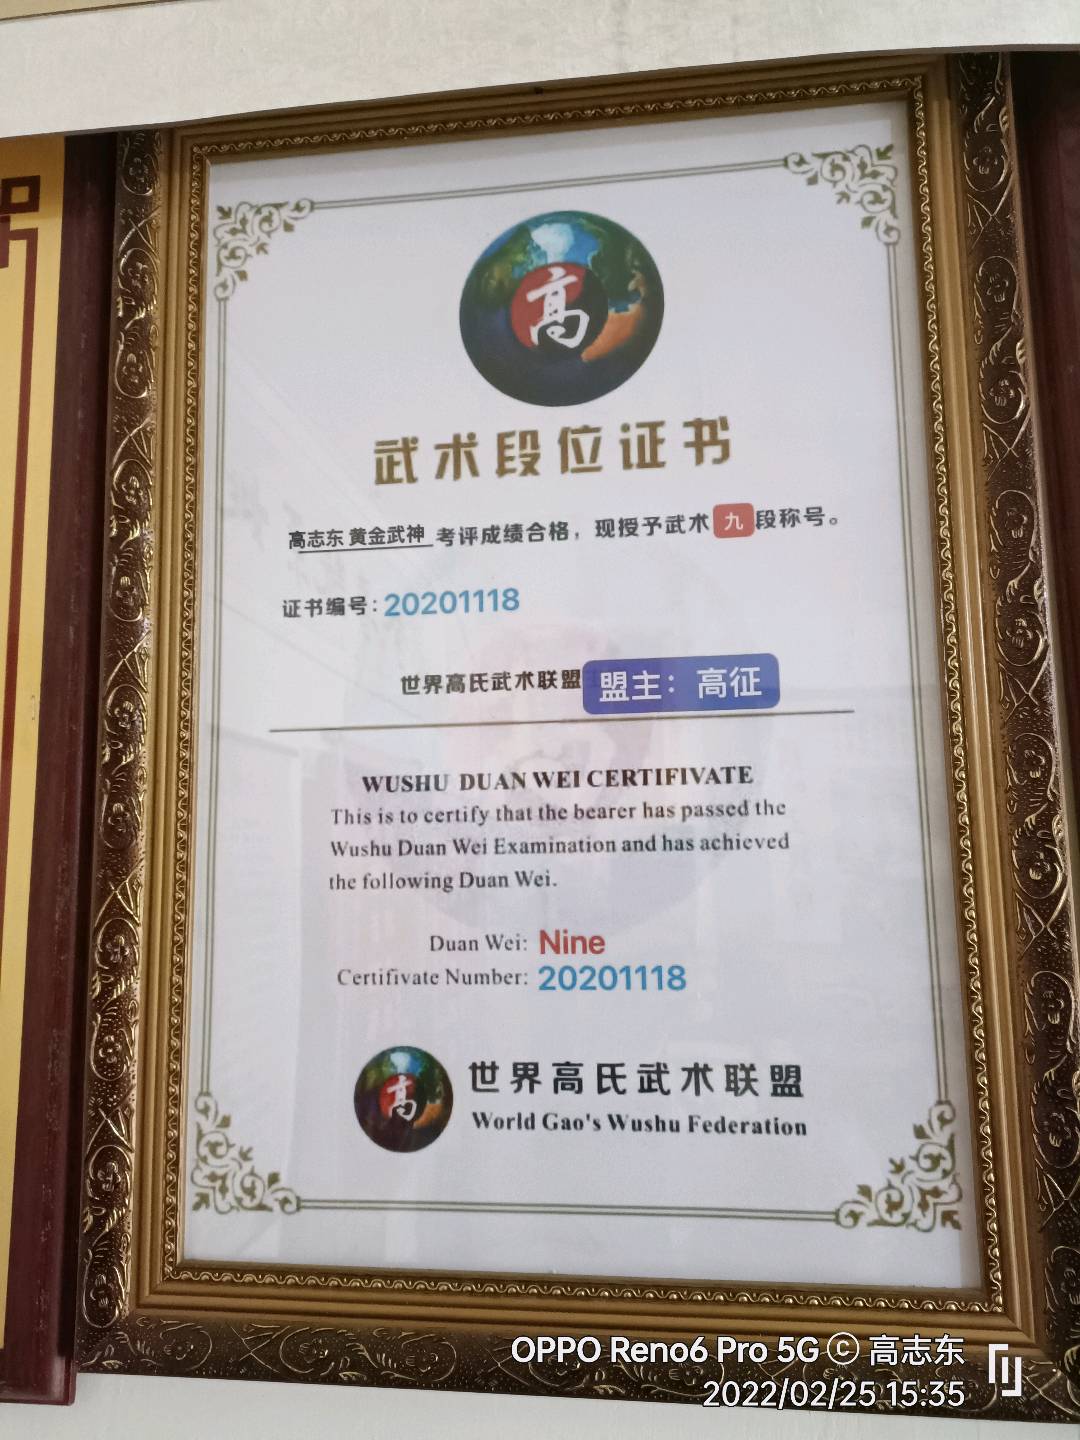 高
武术段位证书
高志东 黄金武神 考评成绩合格，现授予武术九段称号。
证书编号：20201118
世界高氏武术联盟 盟主：高征
WUSHU DUAN WEI CERTIFIVATE
This is to certify that the bearer has passed the
Wushu Duan Wei Examination and has achieved
the following Duan Wei.
Duan Wei: Nine
Certifivate Number: 20201118
高
世界高氏武术联盟
World Gao's Wushu Federation
OPPO Reno6 Pro 5G © 高志东
2022/02/25 15:35